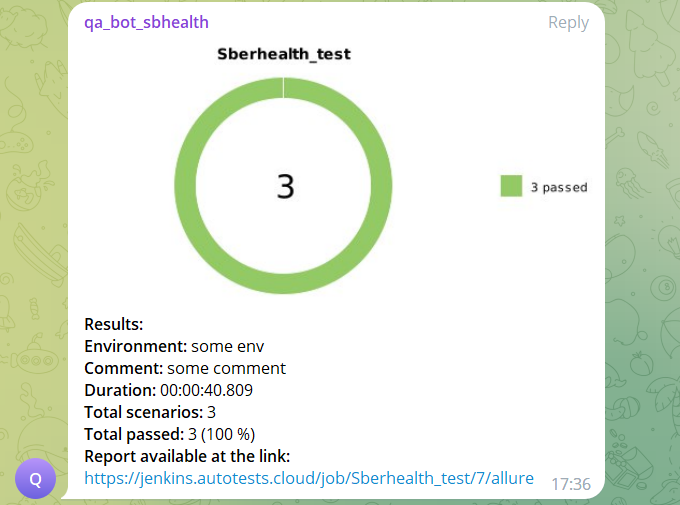 qa_bot_sbhealth Reply
Sberhealth_test
3
3 passed
Results:
Environment: some env
Comment: some comment
Duration: 00:00:40.809
Total scenarios: 3
Total passed: 3 (100 %)
Report available at the link:
https://jenkins.autotests.cloud/job/Sberhealth_test/7/allure
Q
17:36